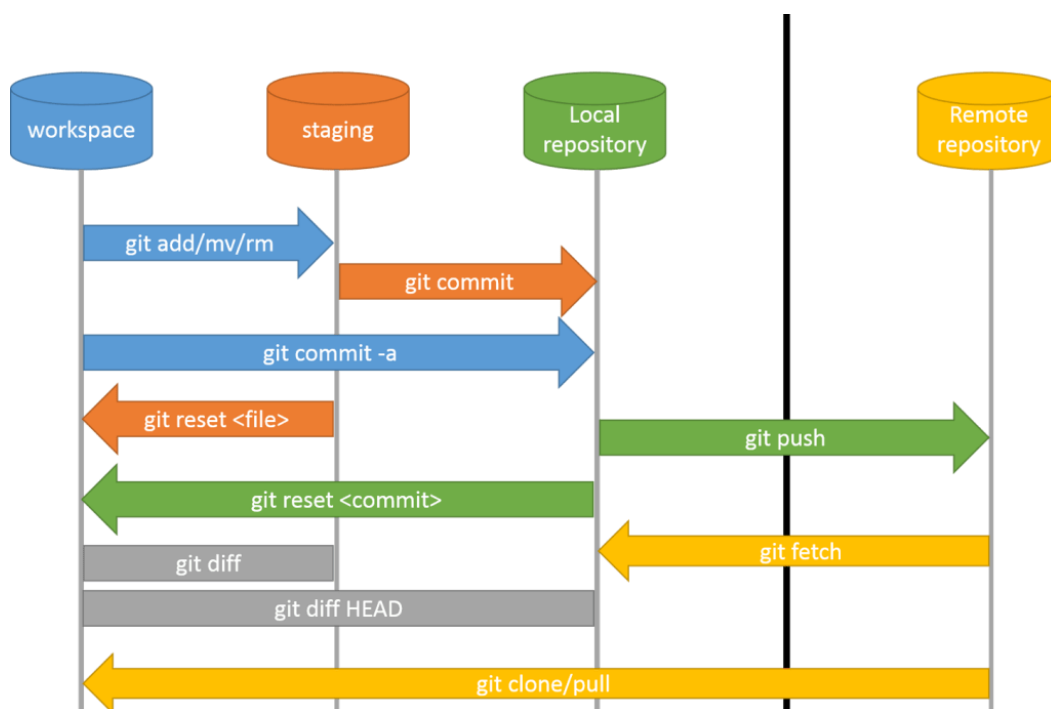 workspace
staging
Local
repository
Remote
repository
git add/mv/rm
git commit
git commit -a
git reset <file>
git push
git reset <commit>
git fetch
git diff
git diff HEAD
git clone/pull